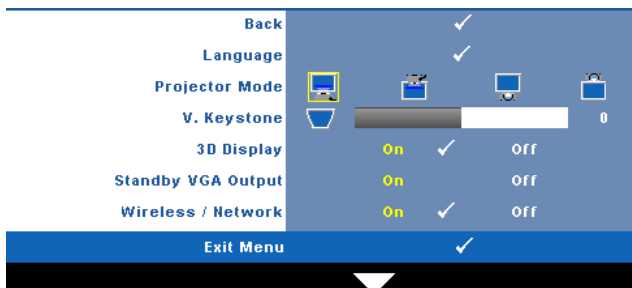 Back
Language
Projector Mode
V. Keystone 0
3D Display On Off
Standby VGA Output On Off
Wireless / Network On Off
Exit Menu